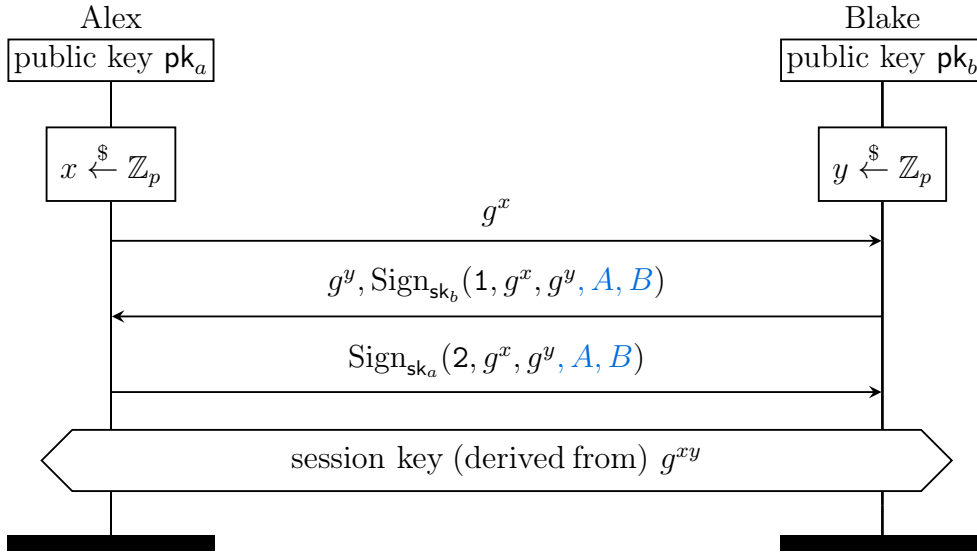 Alex
Blake
public key pk_a
public key pk_b
x ←$ ℤ_p
y ←$ ℤ_p
g^x
g^y, Sign_{sk_b}(1, g^x, g^y, A, B)
Sign_{sk_a}(2, g^x, g^y, A, B)
session key (derived from) g^{xy}